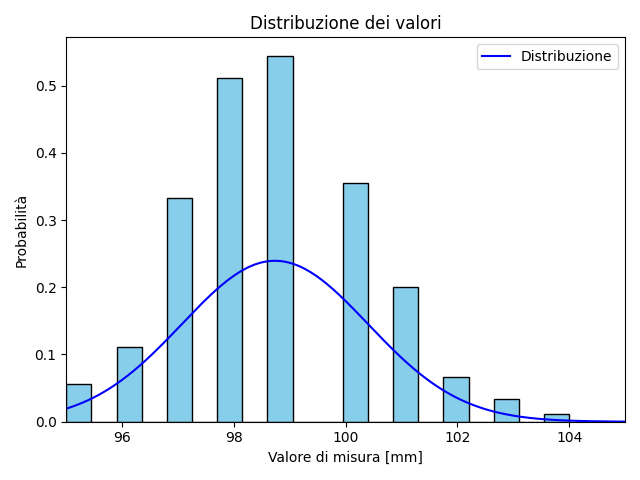 Distribuzione dei valori
Distribuzione
Probabilità
0.5
0.4
0.3
0.2
0.1
0.0
96 98 100 102 104
Valore di misura [mm]